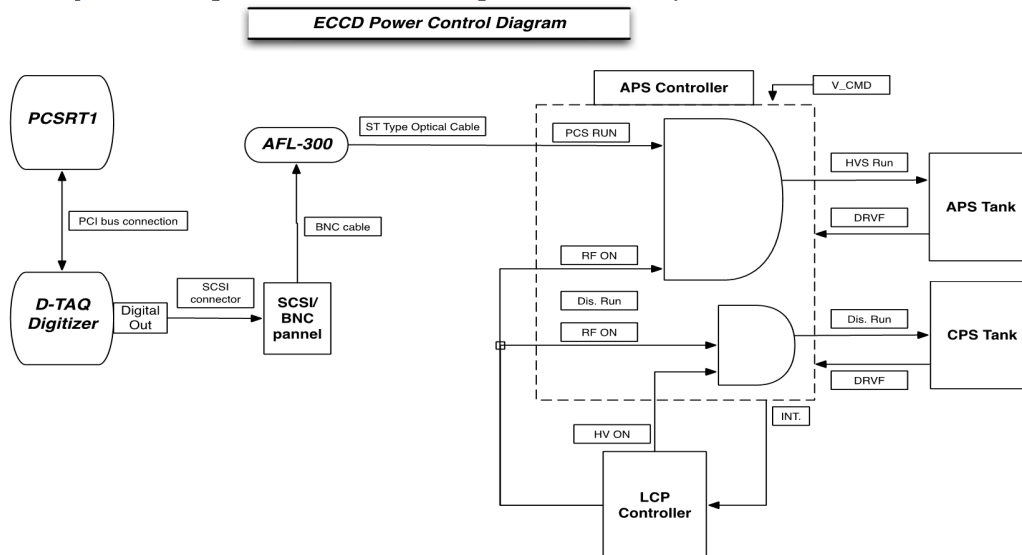 ECCD Power Control Diagram
APS Controller
V_CMD
PCSRT1
ST Type Optical Cable
AFL-300
PCS RUN
HVS Run
APS Tank
DRVF
PCI bus connection
BNC cable
RF ON
D-TAQ
Digitizer
Digital
Out
SCSI
connector
SCSI/
BNC
pannel
Dis. Run
RF ON
Dis. Run
CPS Tank
DRVF
INT.
HV ON
LCP
Controller